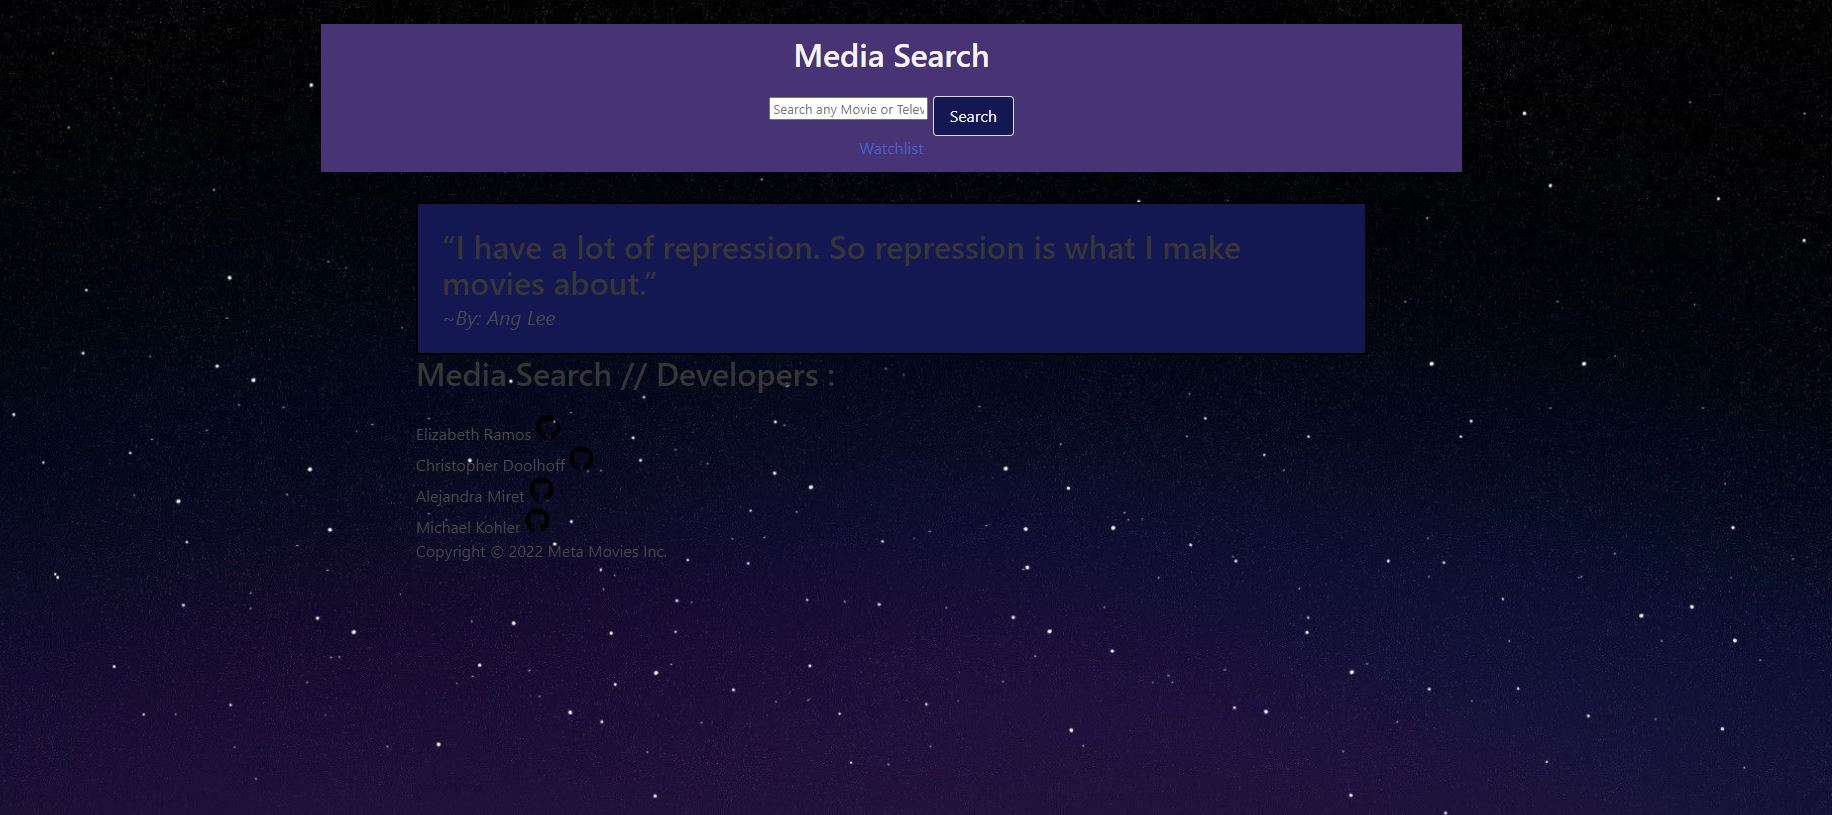 Media Search
Search any Movie or Telev
Search
Watchlist
“I have a lot of repression. So repression is what I make
movies about.”
~By: Ang Lee
Media Search // Developers :
Elizabeth Ramos
Christopher Doolhoff
Alejandra Miret
Michael Kohler
Copyright © 2022 Meta Movies Inc.